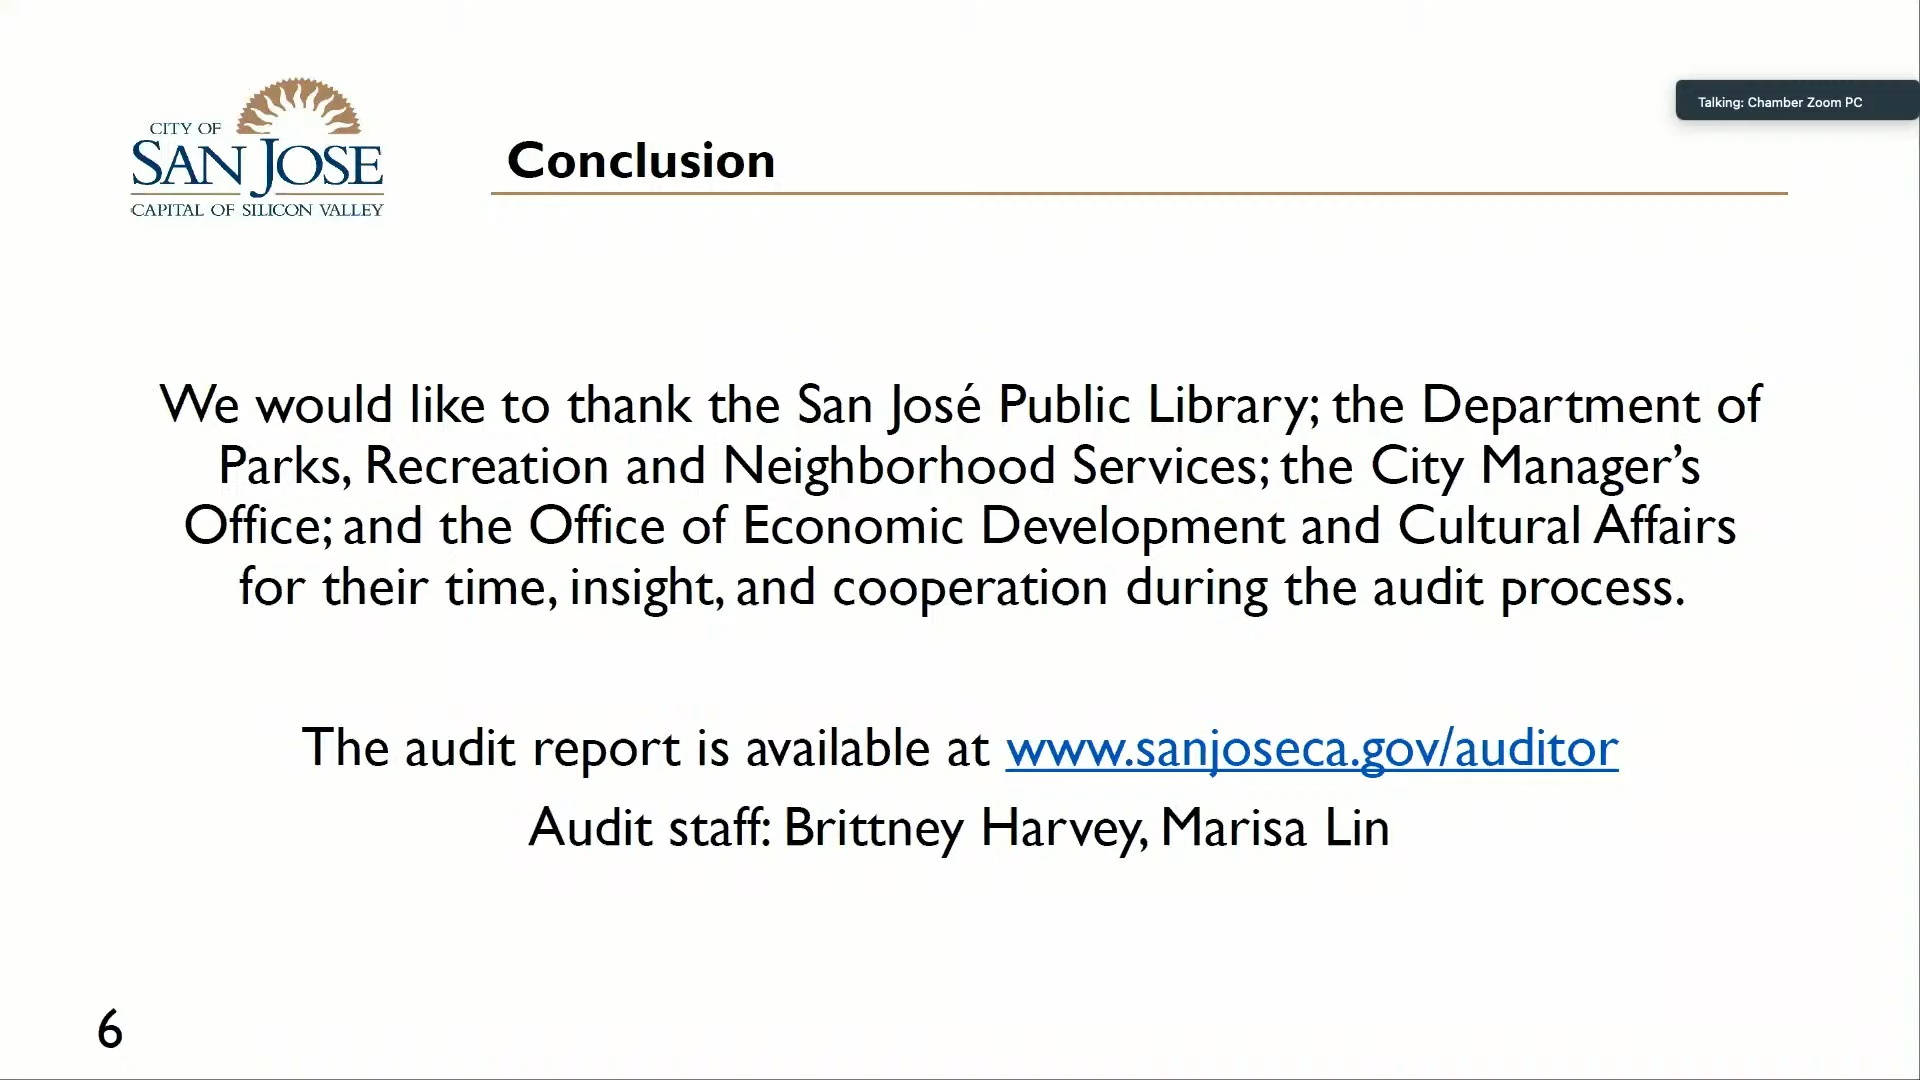 CITY OF
SAN JOSE
CAPITAL OF SILICON VALLEY
Conclusion
Talking: Chamber Zoom PC
We would like to thank the San José Public Library; the Department of
Parks, Recreation and Neighborhood Services; the City Manager’s
Office; and the Office of Economic Development and Cultural Affairs
for their time, insight, and cooperation during the audit process.
The audit report is available at www.sanjoseca.gov/auditor
Audit staff: Brittney Harvey, Marisa Lin
6